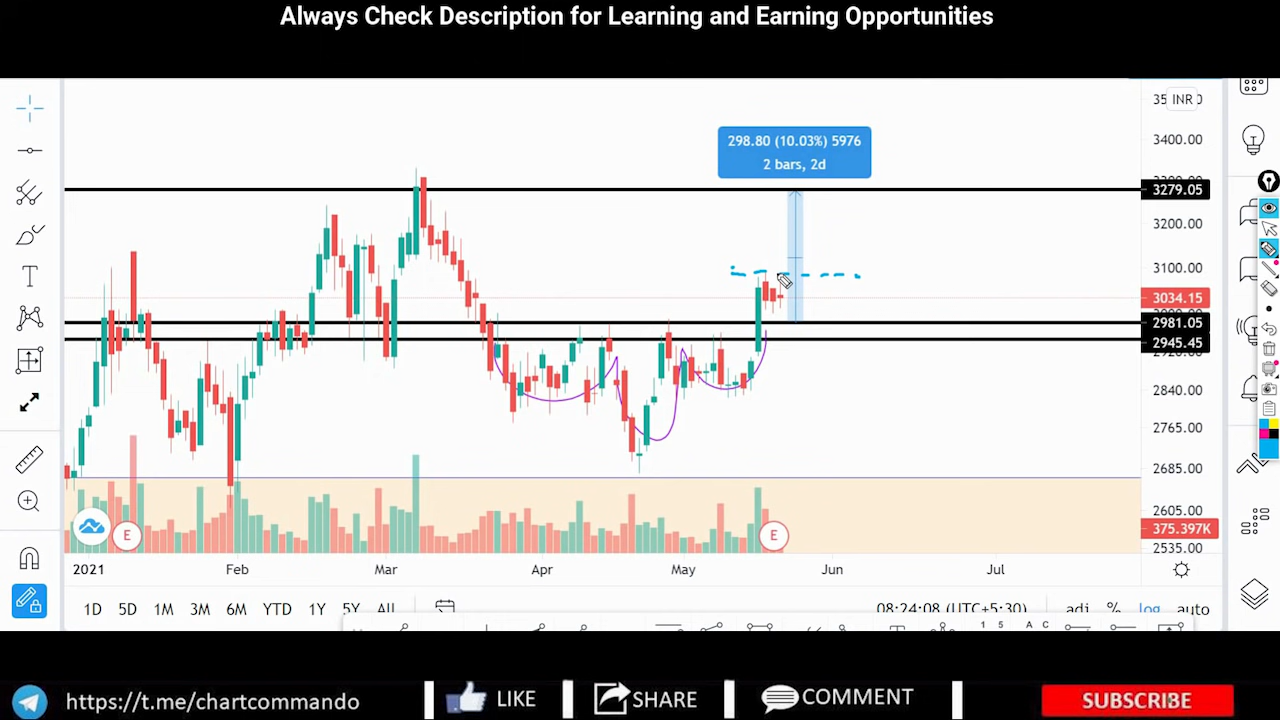 Always Check Description for Learning and Earning Opportunities
INR
298.80 (10.03%) 5976
2 bars, 2d
3400.00
3279.05
3200.00
3100.00
3034.15
2981.05
2945.45
2840.00
2765.00
2685.00
2605.00
375.397K
2535.00
E
E
2021 Feb Mar Apr May Jun Jul
1D 5D 1M 3M 6M YTD 1Y 5Y All 08:24:08 (UTC+5:30) adj % log auto
https://t.me/chartcommando LIKE SHARE COMMENT SUBSCRIBE